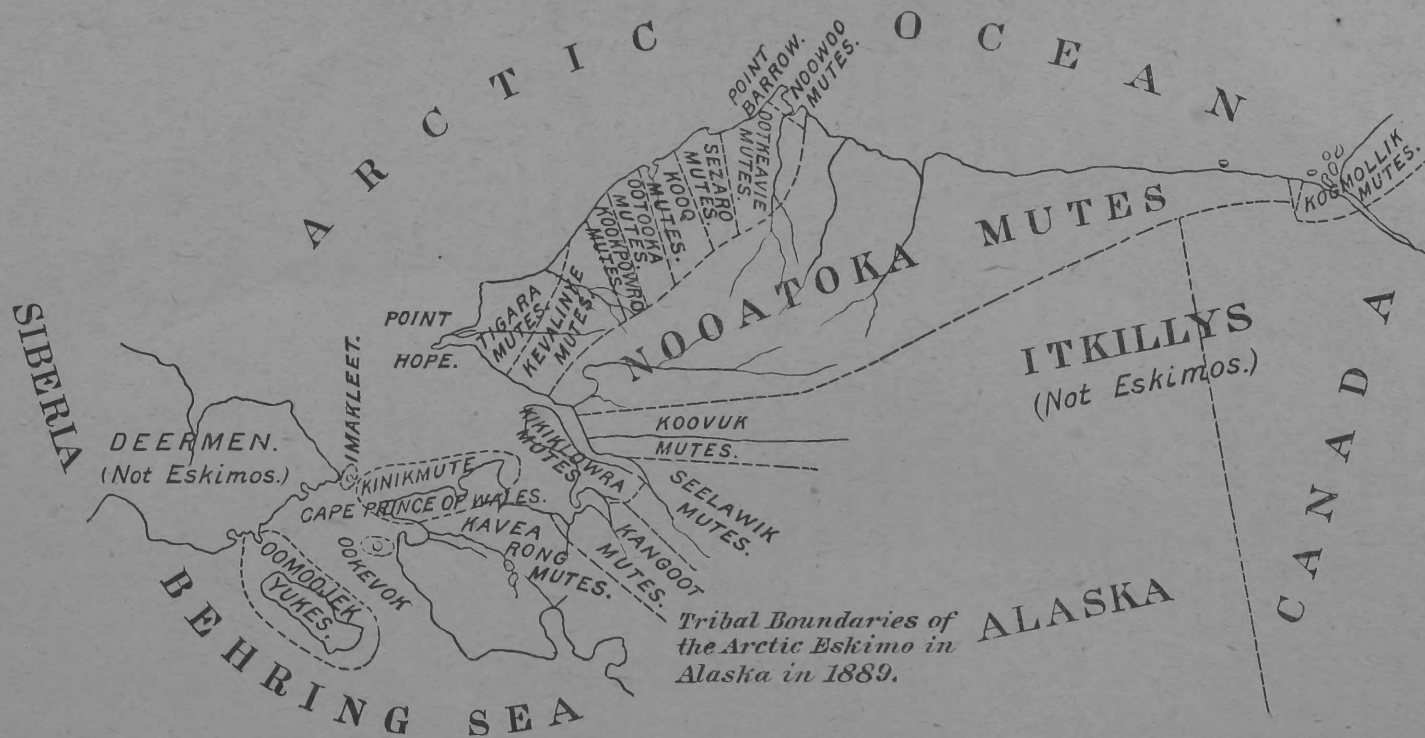 ARCTIC OCEAN
POINT
BARROW.
NOOWOO
MUTES.
OOTKEAVIE
MUTES
SEZARO
MUTES.
KOOQ
MUTES.
OOTOOKA
MUTES.
KOOKPOWRO
MUTES.
KEVALINYE
MUTES.
TIGARA
MUTES.
POINT
HOPE.
NOOATOKA MUTES
KOGMOLLIK
MUTES.
ITKILLYS
(Not Eskimos.)
CANADA
SIBERIA
DEERMEN.
(Not Eskimos.)
IMAKLEET.
KINIKMUTE
CAPE PRINCE OF WALES.
KIKIKLOWRA
MUTES
KOOVUK
MUTES.
SEELAWIK
MUTES.
KANGOOT
MUTES.
KAVEA
RONG
MUTES.
OOKEVOK
OOMODJEK
YUKES.
BEHRING SEA
ALASKA
Tribal Boundaries of
the Arctic Eskimo in
Alaska in 1889.